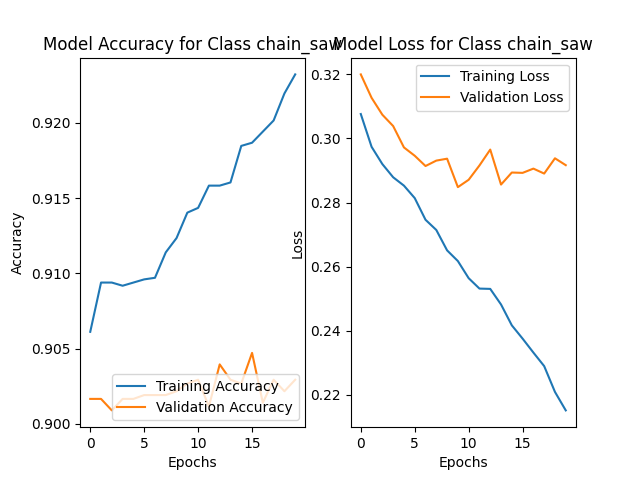 Model Accuracy for Class chain_saw
Model Loss for Class chain_saw
0.920
0.915
0.910
0.905
0.900
Accuracy
0
5
10
15
Epochs
Training Accuracy
Validation Accuracy
0.32
0.30
0.28
0.26
0.24
0.22
Loss
0
5
10
15
Epochs
Training Loss
Validation Loss